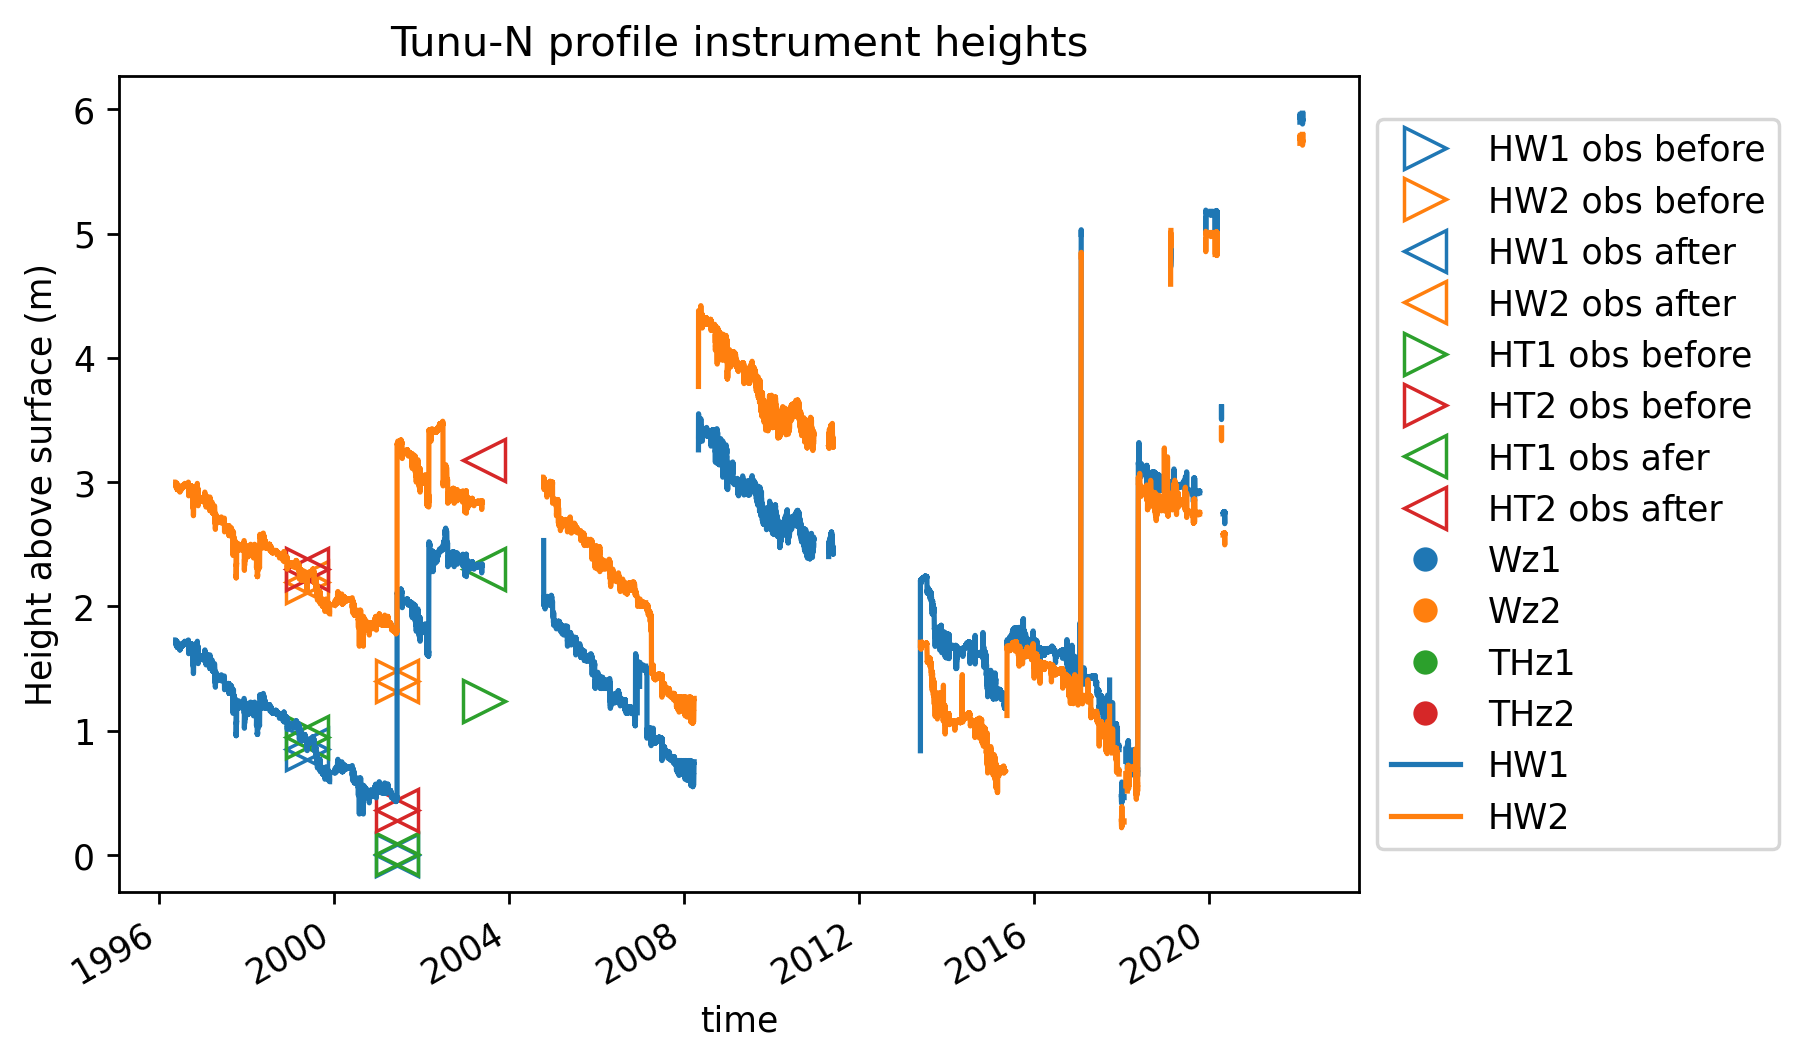 Tunu-N profile instrument heights
Height above surface (m)
6
5
4
3
2
1
0
1996
2000
2004
2008
2012
2016
2020
time
HW1 obs before
HW2 obs before
HW1 obs after
HW2 obs after
HT1 obs before
HT2 obs before
HT1 obs afer
HT2 obs after
Wz1
Wz2
THz1
THz2
HW1
HW2